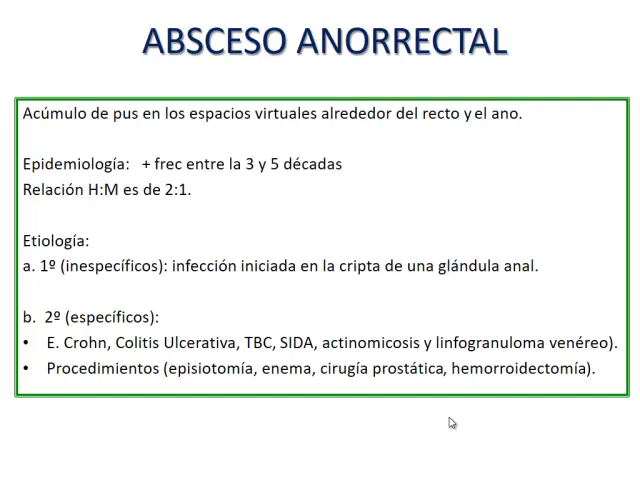 ABSCESO ANORRECTAL
Acúmulo de pus en los espacios virtuales alrededor del recto y el ano.
Epidemiología: + frec entre la 3 y 5 décadas
Relación H:M es de 2:1.
Etiología:
a. 1º (inespecíficos): infección iniciada en la cripta de una glándula anal.
b. 2º (específicos):
• E. Crohn, Colitis Ulcerativa, TBC, SIDA, actinomicosis y linfogranuloma venéreo).
• Procedimientos (episiotomía, enema, cirugía prostática, hemorroidectomía).